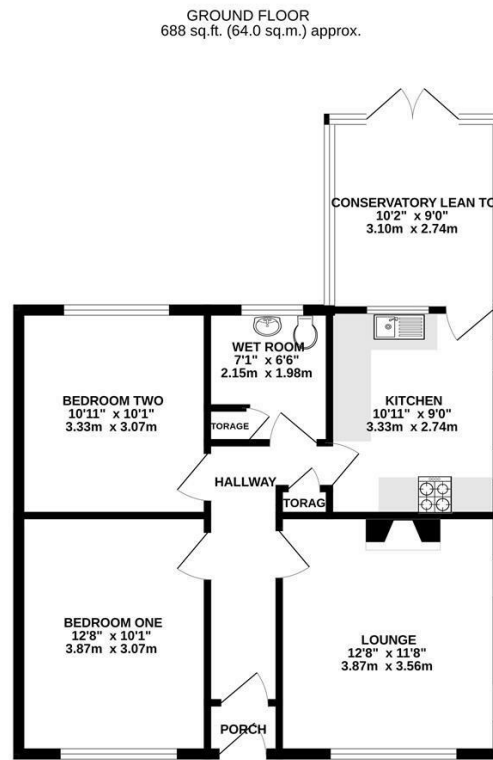 GROUND FLOOR
688 sq.ft. (64.0 sq.m.) approx.
CONSERVATORY LEAN TO
10'2" x 9'0"
3.10m x 2.74m
WET ROOM
7'1" x 6'6"
2.15m x 1.98m
BEDROOM TWO
10'11" x 10'1"
3.33m x 3.07m
KITCHEN
10'11" x 9'0"
3.33m x 2.74m
TORAGE
HALLWAY
TORAG
BEDROOM ONE
12'8" x 10'1"
3.87m x 3.07m
LOUNGE
12'8" x 11'8"
3.87m x 3.56m
PORCH